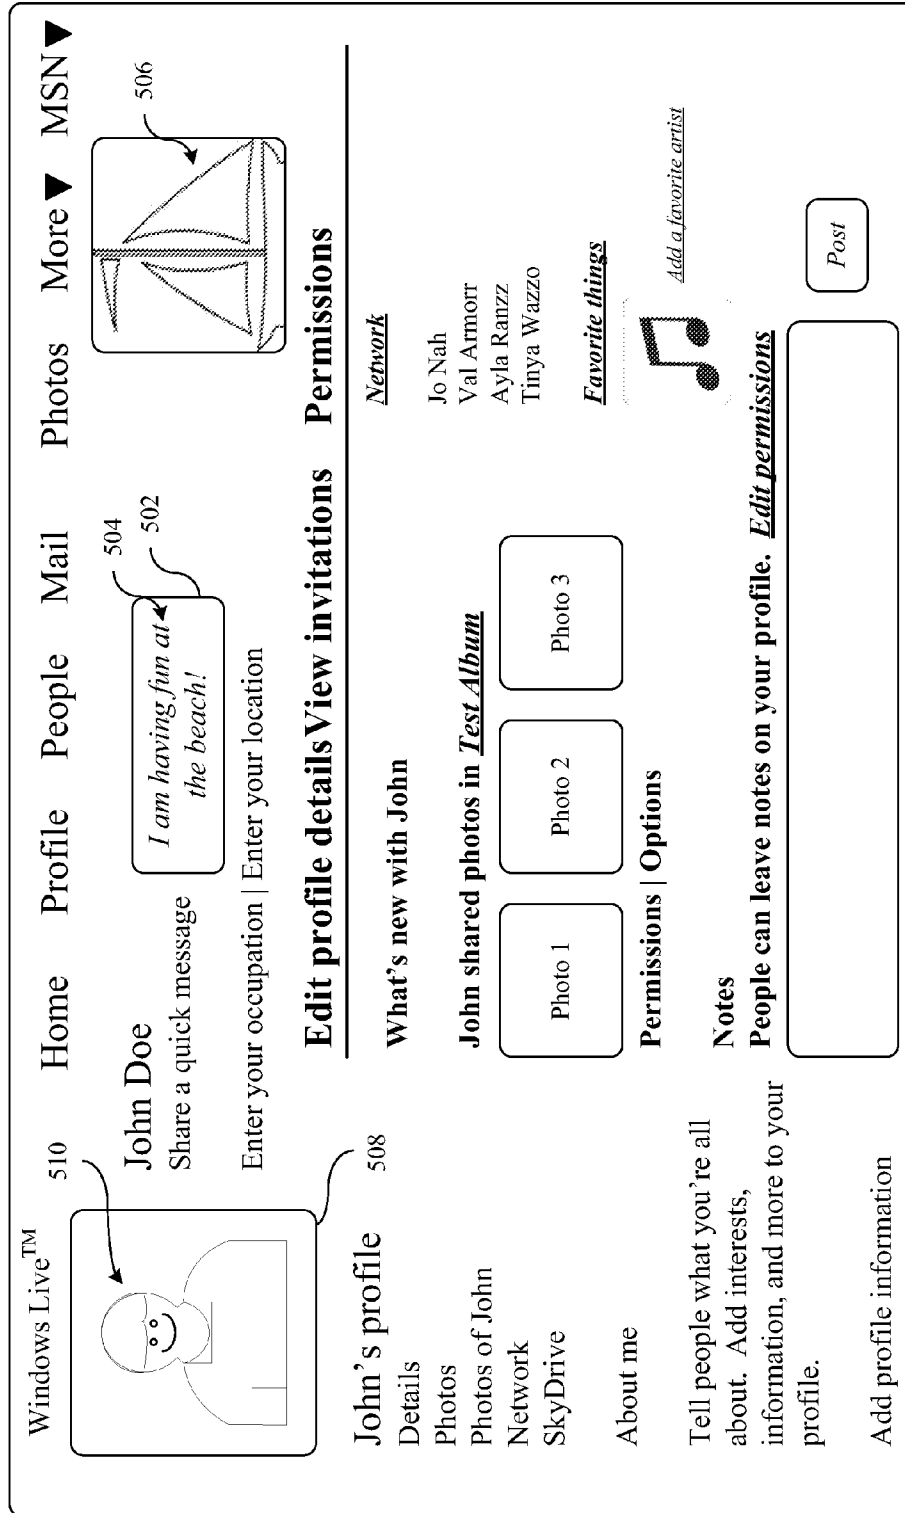 Windows Live™
Home Profile People Mail Photos More MSN
510
John Doe
Share a quick message
I am having fun at
the beach!
504
502
506
Enter your occupation | Enter your location
508
Edit profile details View invitations Permissions
John's profile
Details
Photos
Photos of John
Network
SkyDrive
About me
Tell people what you're all
about. Add interests,
information, and more to your
profile.
Add profile information
What's new with John
John shared photos in Test Album
Photo 1
Photo 2
Photo 3
Permissions | Options
Notes
People can leave notes on your profile. Edit permissions
Post
Network
Jo Nah
Val Armorr
Ayla Ranzz
Tinya Wazzo
Favorite things
Add a favorite artist